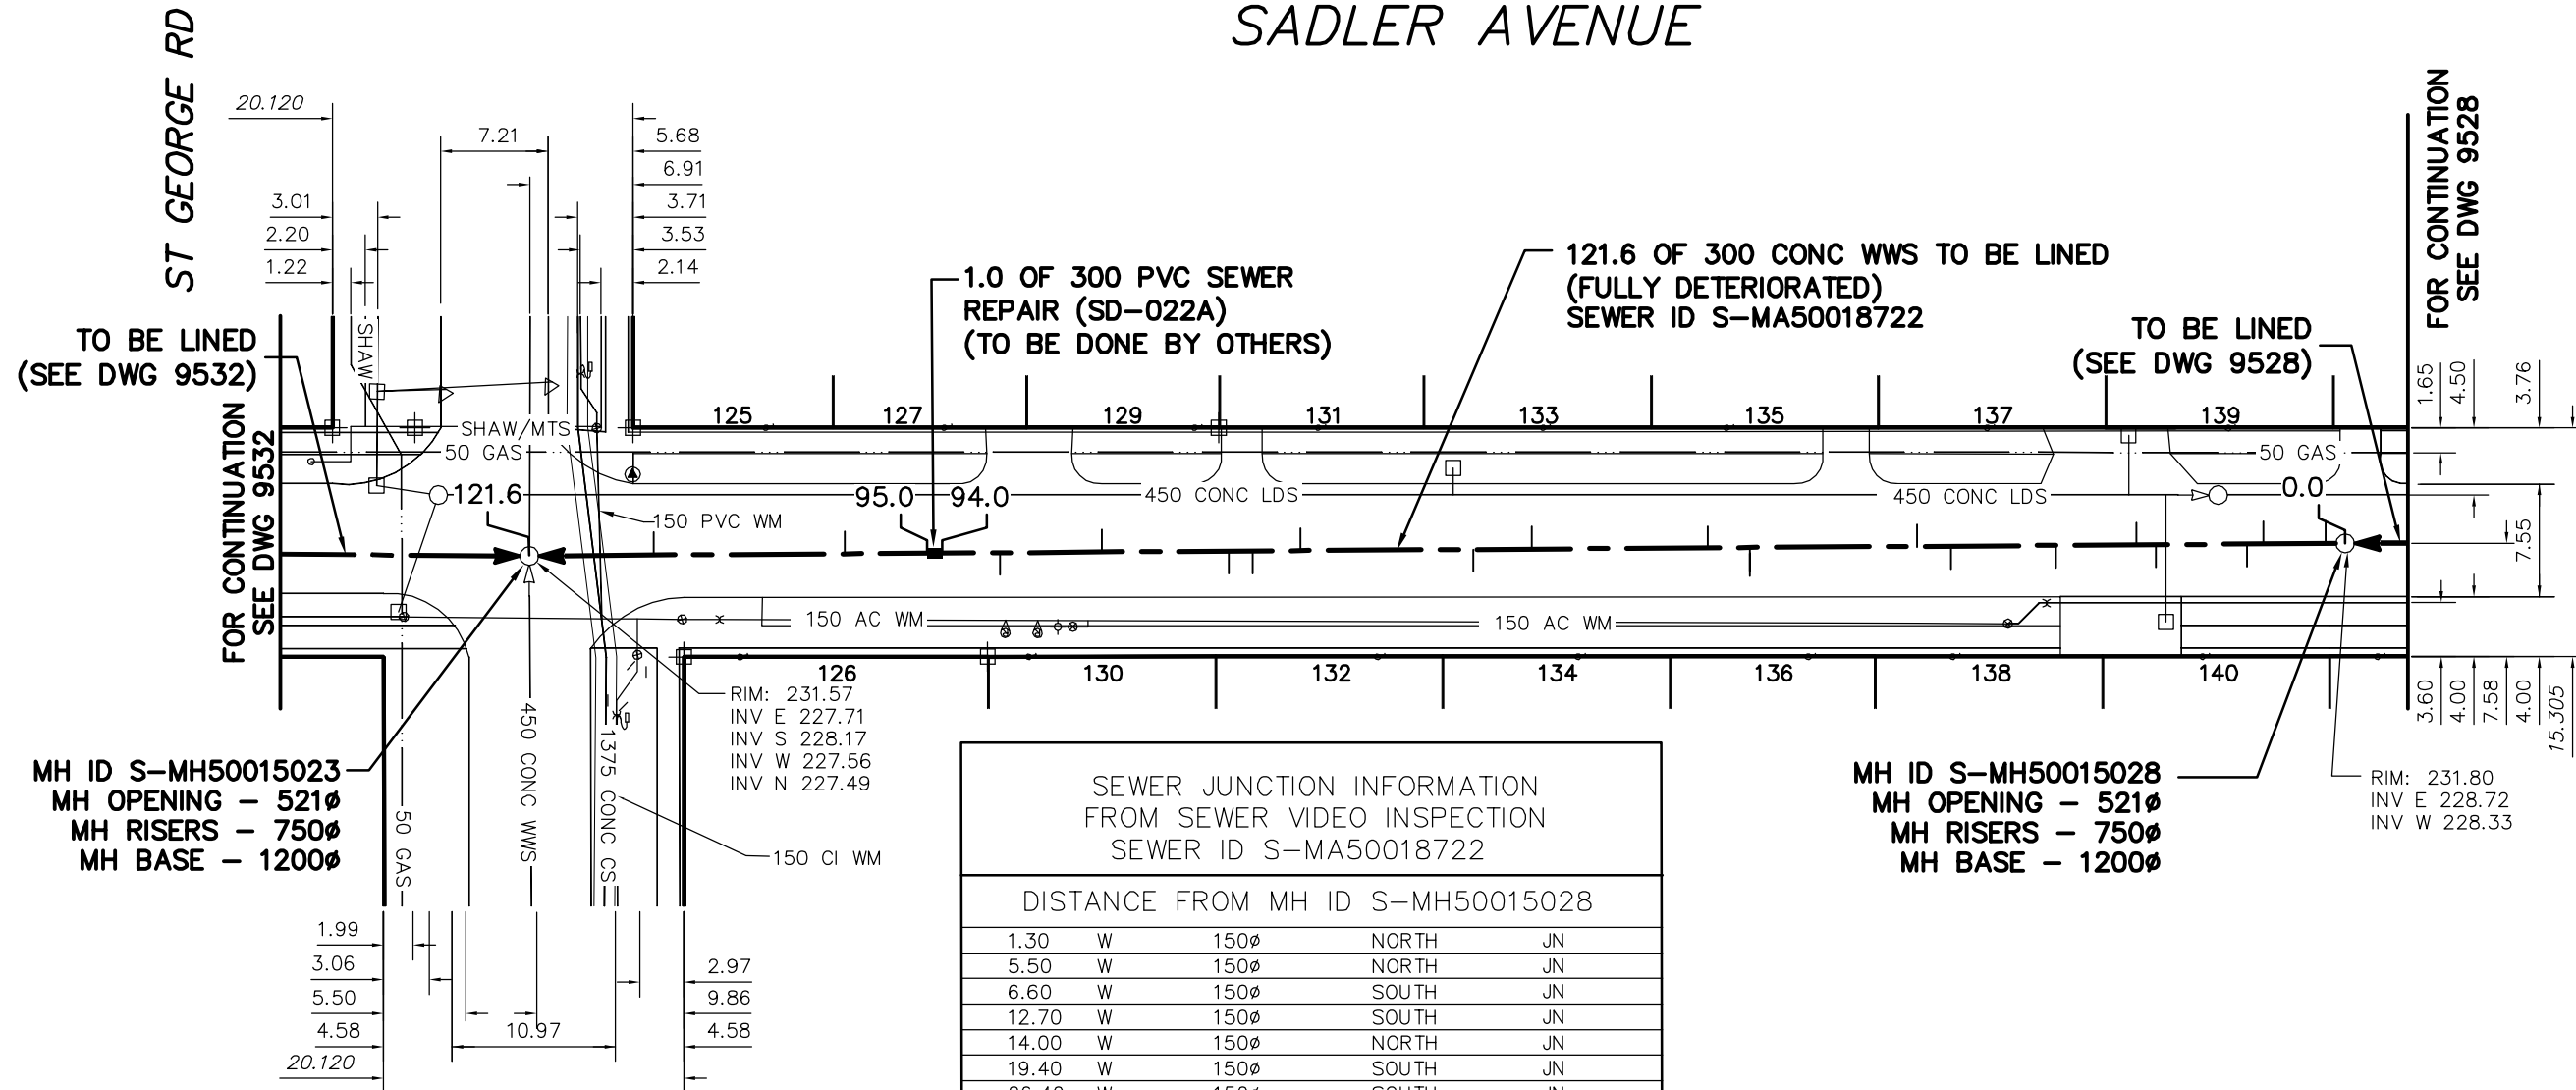 SADLER AVENUE
ST GEORGE RD
20.120
7.21
5.68
6.91
3.71
3.53
2.14
3.01
2.20
1.22
TO BE LINED
(SEE DWG 9532)
FOR CONTINUATION
SEE DWG 9532
SHAW
SHAW/MTS
50 GAS
1.0 OF 300 PVC SEWER
REPAIR (SD-022A)
(TO BE DONE BY OTHERS)
121.6 OF 300 CONC WWS TO BE LINED
(FULLY DETERIORATED)
SEWER ID S-MA50018722
TO BE LINED
(SEE DWG 9528)
FOR CONTINUATION
SEE DWG 9528
1.65
4.50
3.76
125
127
129
131
133
135
137
139
50 GAS
121.6
95.0
94.0
450 CONC LDS
450 CONC LDS
0.0
150 PVC WM
7.55
150 AC WM
150 AC WM
126
130
132
134
136
138
140
3.60
4.00
7.58
4.00
15.305
RIM: 231.57
INV E 227.71
INV S 228.17
INV W 227.56
INV N 227.49
MH ID S-MH50015023
MH OPENING - 521ø
MH RISERS - 750ø
MH BASE - 1200ø
50 GAS
450 CONC WWS
1375 CONC CS
150 CI WM
MH ID S-MH50015028
MH OPENING - 521ø
MH RISERS - 750ø
MH BASE - 1200ø
RIM: 231.80
INV E 228.72
INV W 228.33
1.99
3.06
5.50
4.58
20.120
10.97
2.97
9.86
4.58
SEWER JUNCTION INFORMATION
FROM SEWER VIDEO INSPECTION
SEWER ID S-MA50018722
DISTANCE FROM MH ID S-MH50015028
1.30 W 150ø NORTH JN
5.50 W 150ø NORTH JN
6.60 W 150ø SOUTH JN
12.70 W 150ø SOUTH JN
14.00 W 150ø NORTH JN
19.40 W 150ø SOUTH JN